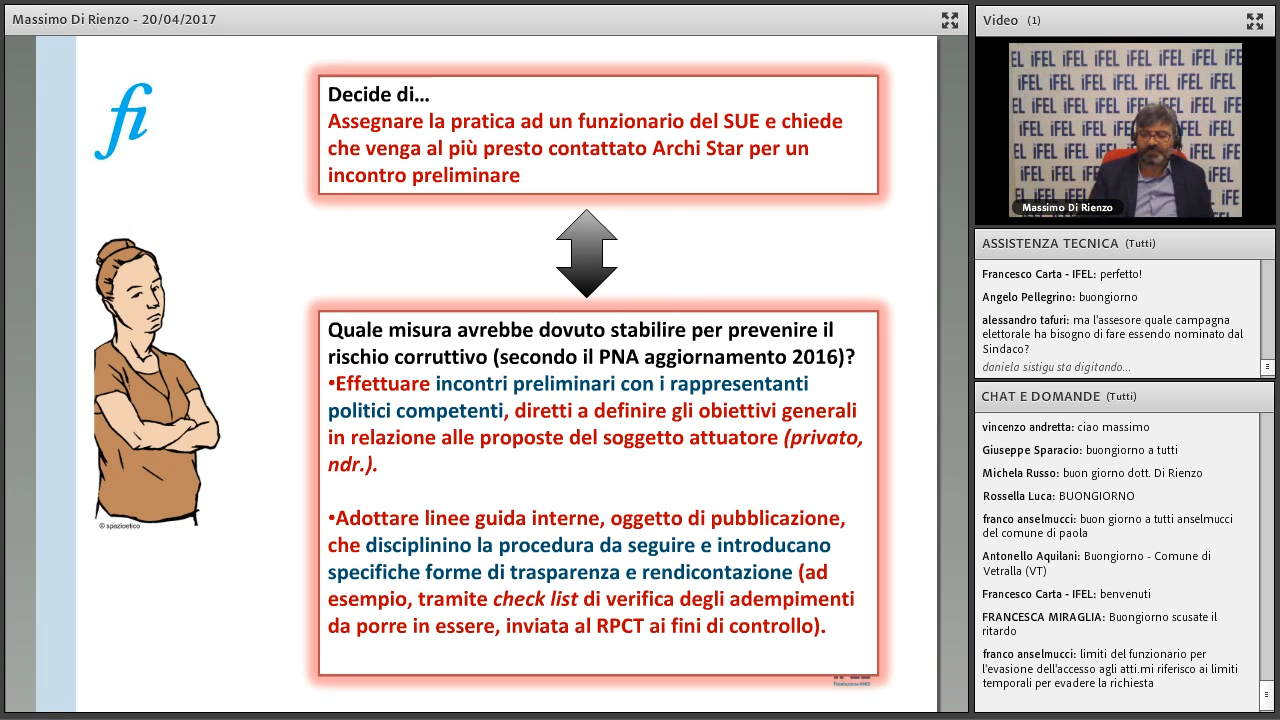 Massimo Di Rienzo - 20/04/2017
fi
Decide di...
Assegnare la pratica ad un funzionario del SUE e chiede
che venga al più presto contattato Archi Star per un
incontro preliminare
Quale misura avrebbe dovuto stabilire per prevenire il
rischio corruttivo (secondo il PNA aggiornamento 2016)?
•Effettuare incontri preliminari con i rappresentanti
politici competenti, diretti a definire gli obiettivi generali
in relazione alle proposte del soggetto attuatore (privato,
ndr.).
•Adottare linee guida interne, oggetto di pubblicazione,
che disciplinino la procedura da seguire e introducano
specifiche forme di trasparenza e rendicontazione (ad
esempio, tramite check list di verifica degli adempimenti
da porre in essere, inviata al RPCT ai fini di controllo).
© spazioetico
Fondazione ANCI
Video (1)
iFEL
Massimo Di Rienzo
ASSISTENZA TECNICA (Tutti)
Francesco Carta - IFEL: perfetto!
Angelo Pellegrino: buongiorno
alessandro tafuri: ma l'assesore quale campagna
elettorale ha bisogno di fare essendo nominato dal
Sindaco?
daniela sistigu sta digitando...
CHAT E DOMANDE (Tutti)
vincenzo andretta: ciao massimo
Giuseppe Sparacio: buongiorno a tutti
Michela Russo: buon giorno dott. Di Rienzo
Rossella Luca: BUONGIORNO
franco anselmucci: buon giorno a tutti anselmucci
del comune di paola
Antonello Aquilani: Buongiorno - Comune di
Vetralla (VT)
Francesco Carta - IFEL: benvenuti
FRANCESCA MIRAGLIA: Buongiorno scusate il
ritardo
franco anselmucci: limiti del funzionario per
l'evasione dell'accesso agli atti.mi riferisco ai limiti
temporali per evadere la richiesta